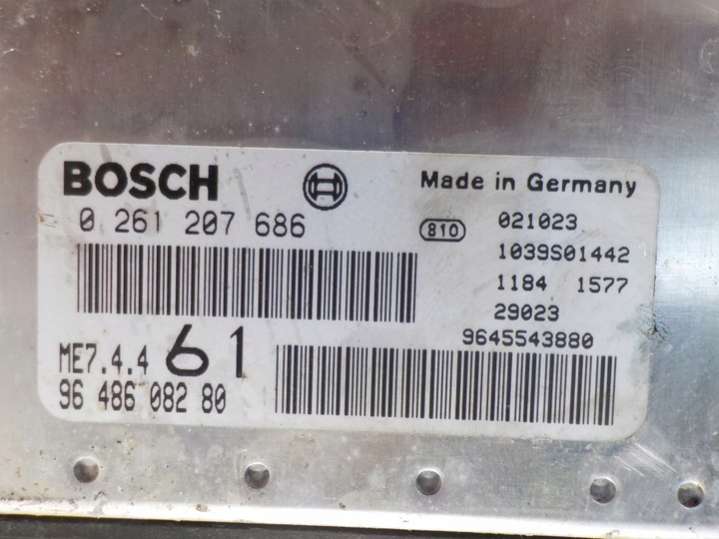 BOSCH
Made in Germany
0 261 207 686
810
021023
1039S01442
1184 1577
29023
9645543880
ME7.4.4 61
96 486 082 80